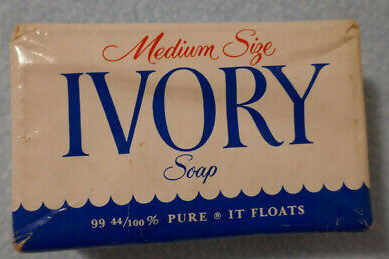 Medium Size
IVORY
Soap
99 44/100% PURE ® IT FLOATS